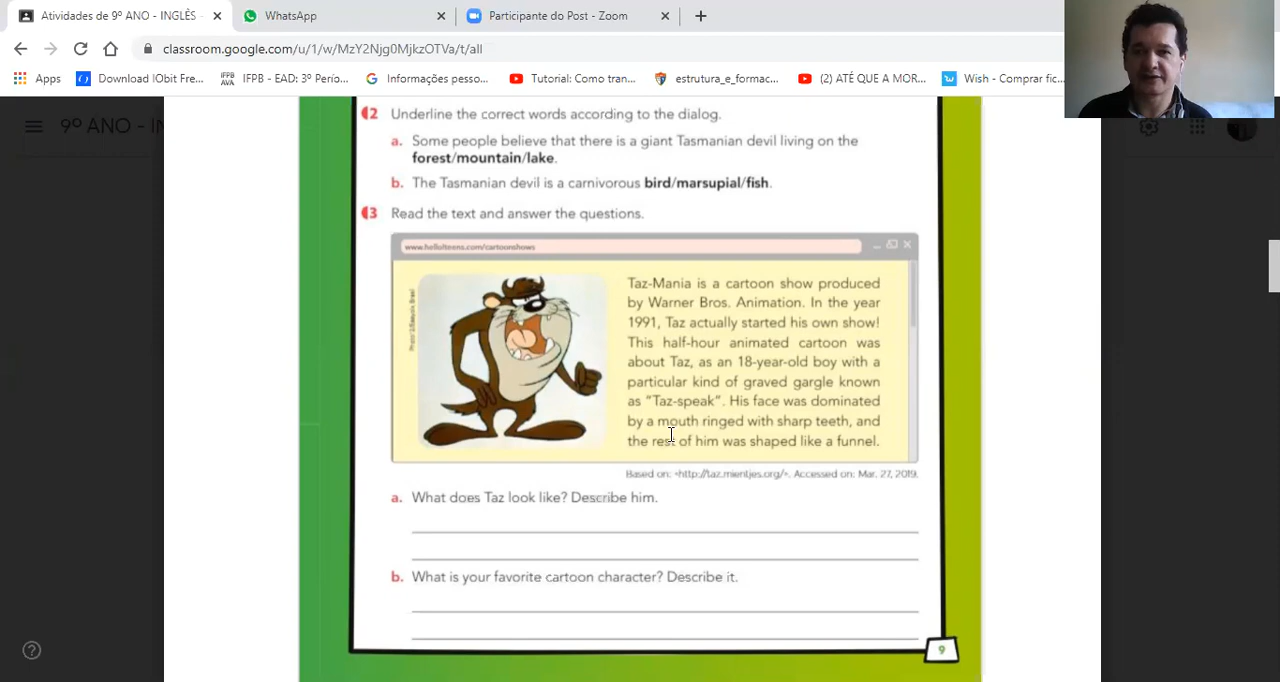 Atividades de 9º ANO - INGLÊS
WhatsApp
Participante do Post - Zoom
classroom.google.com/u/1/w/MzY2Njg0MjkzOTVa/t/all
Apps
Download IObit Fre...
IFPB - EAD: 3º Perío...
Informações pesso...
Tutorial: Como tran...
estrutura_e_formac...
(2) ATÉ QUE A MOR...
Wish - Comprar fic...
9º ANO - IN
2 Underline the correct words according to the dialog.
a. Some people believe that there is a giant Tasmanian devil living on the
forest/mountain/lake.
b. The Tasmanian devil is a carnivorous bird/marsupial/fish.
3 Read the text and answer the questions.
www.hello!teens.com/cartoonshows
Taz-Mania is a cartoon show produced
by Warner Bros. Animation. In the year
1991, Taz actually started his own show!
This half-hour animated cartoon was
about Taz, as an 18-year-old boy with a
particular kind of graved gargle known
as "Taz-speak". His face was dominated
by a mouth ringed with sharp teeth, and
the rest of him was shaped like a funnel.
Based on: <http://taz.mientjes.org/>. Accessed on: Mar. 27, 2019.
a. What does Taz look like? Describe him.
b. What is your favorite cartoon character? Describe it.
9